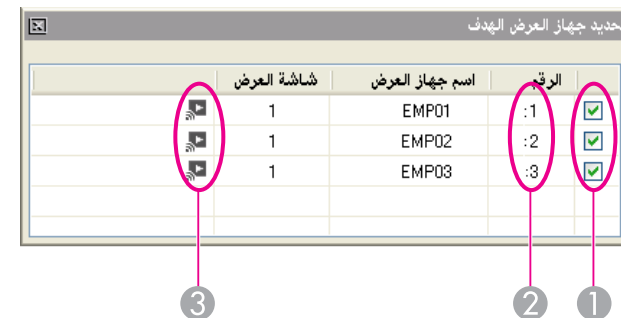 تحديد جهاز العرض الهدف
الرقم اسم جهاز العرض شاشة العرض
1: EMP01 1
2: EMP02 1
3: EMP03 1
1 2 3